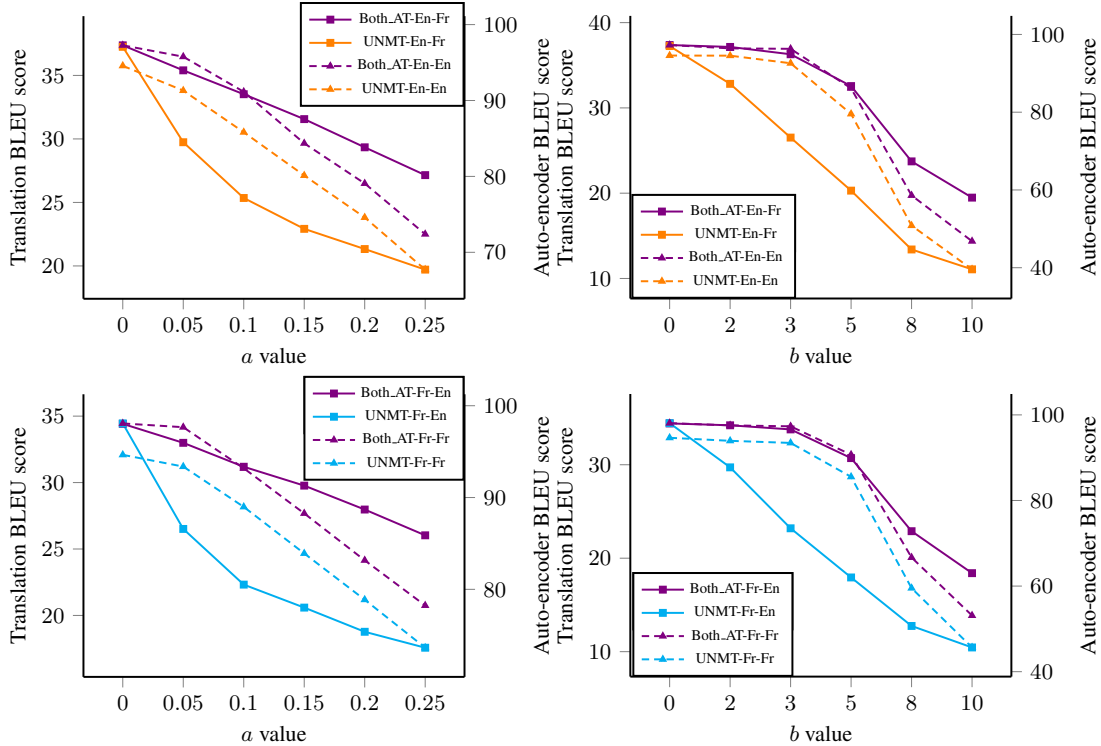 Both_AT-En-Fr
UNMT-En-Fr
Both_AT-En-En
UNMT-En-En
35
30
25
20
100
90
80
70
0 0.05 0.1 0.15 0.2 0.25
a value
Translation BLEU score
Auto-encoder BLEU score
Both_AT-En-Fr
UNMT-En-Fr
Both_AT-En-En
UNMT-En-En
40
30
20
10
100
80
60
40
0 2 3 5 8 10
b value
Translation BLEU score
Auto-encoder BLEU score
Both_AT-Fr-En
UNMT-Fr-En
Both_AT-Fr-Fr
UNMT-Fr-Fr
35
30
25
20
100
90
80
0 0.05 0.1 0.15 0.2 0.25
a value
Translation BLEU score
Auto-encoder BLEU score
Both_AT-Fr-En
UNMT-Fr-En
Both_AT-Fr-Fr
UNMT-Fr-Fr
30
20
10
100
80
60
40
0 2 3 5 8 10
b value
Translation BLEU score
Auto-encoder BLEU score